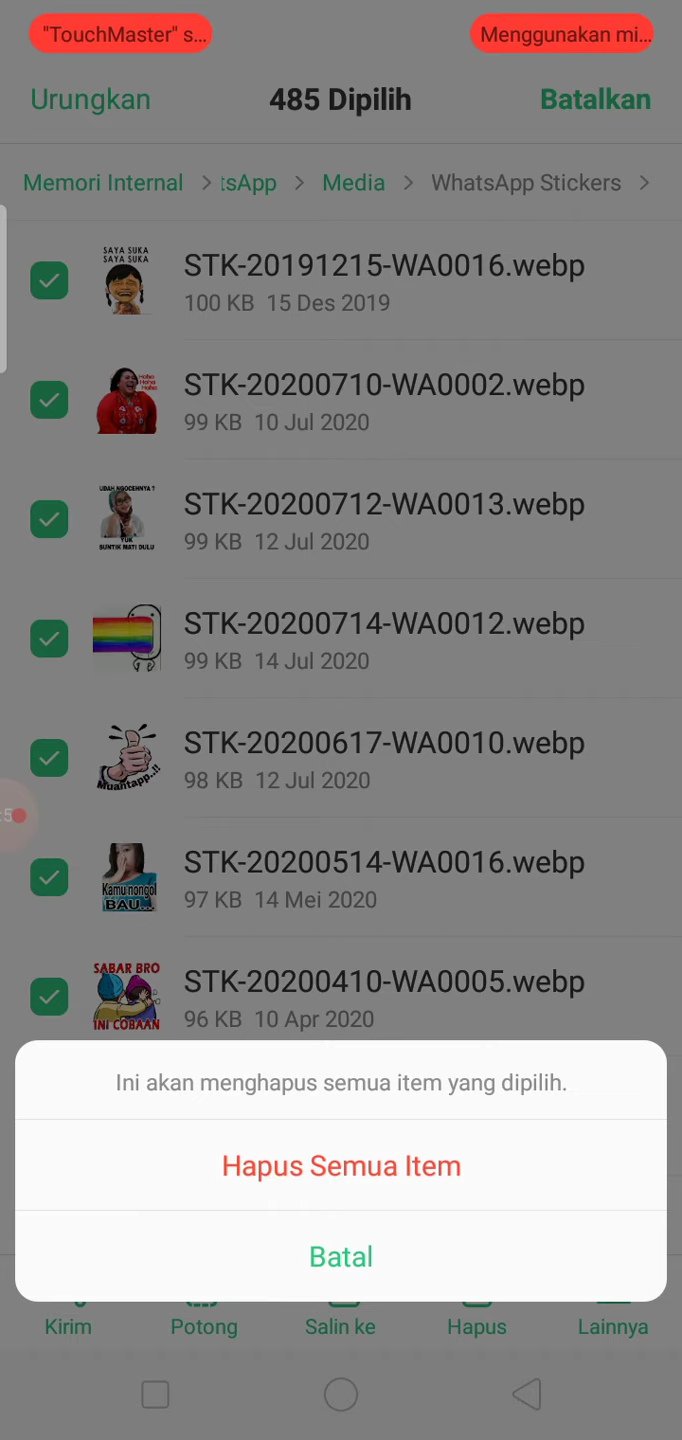 "TouchMaster" s...
Menggunakan mi...
Urungkan
485 Dipilih
Batalkan
Memori Internal > tsApp > Media > WhatsApp Stickers >
SAYA SUKA
SAYA SUKA
STK-20191215-WA0016.webp
100 KB 15 Des 2019
STK-20200710-WA0002.webp
99 KB 10 Jul 2020
UDAH NGOCEHNYA ?
YUK
SUNTIK MATI DULU
STK-20200712-WA0013.webp
99 KB 12 Jul 2020
STK-20200714-WA0012.webp
99 KB 14 Jul 2020
Muantapp..!!
STK-20200617-WA0010.webp
98 KB 12 Jul 2020
Kamu nongol
BAU...
STK-20200514-WA0016.webp
97 KB 14 Mei 2020
SABAR BRO
INI COBAAN
STK-20200410-WA0005.webp
96 KB 10 Apr 2020
Ini akan menghapus semua item yang dipilih.
Hapus Semua Item
Batal
Kirim
Potong
Salin ke
Hapus
Lainnya